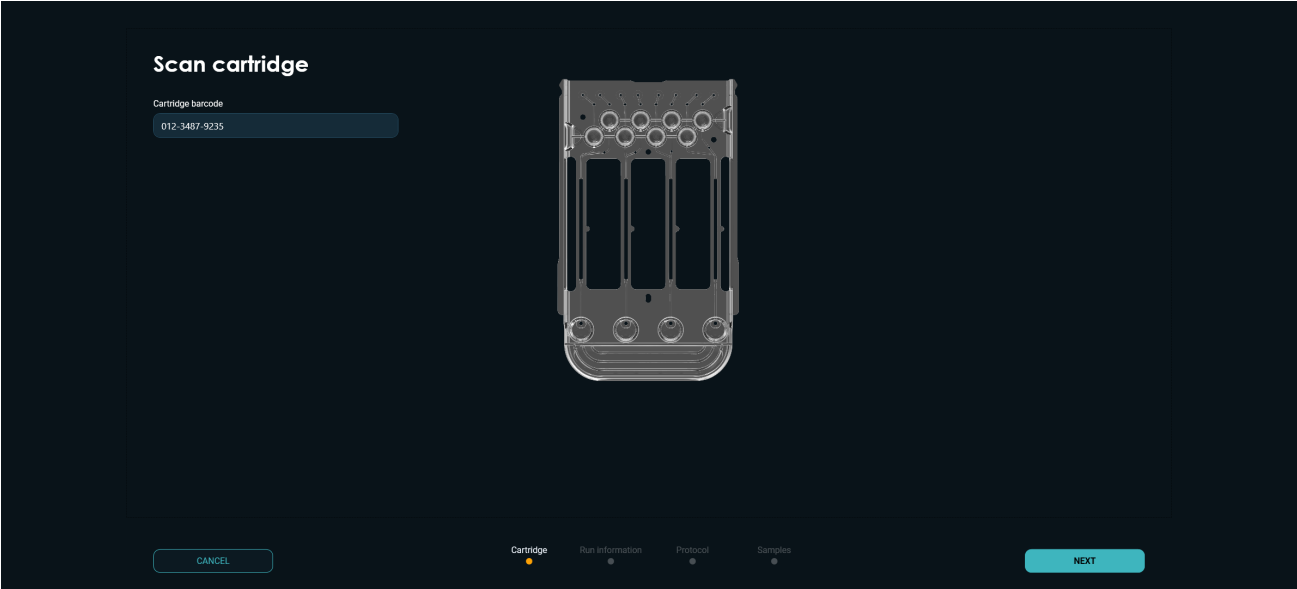 Scan cartridge
Cartridge barcode
012-3487-9235
CANCEL
Cartridge
Run information
Protocol
Samples
NEXT